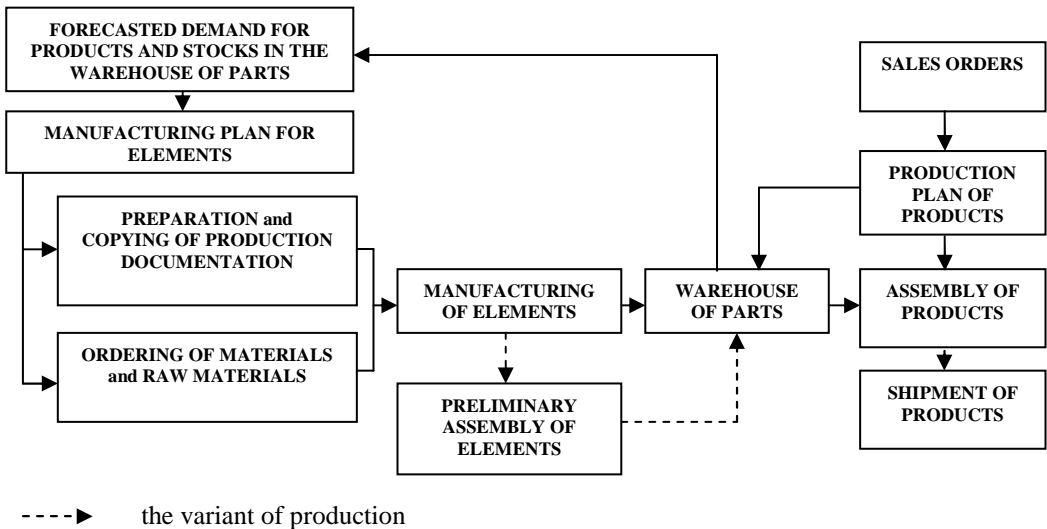 FORECASTED DEMAND FOR
PRODUCTS AND STOCKS IN THE
WAREHOUSE OF PARTS
MANUFACTURING PLAN FOR
ELEMENTS
PREPARATION and
COPYING OF PRODUCTION
DOCUMENTATION
ORDERING OF MATERIALS
and RAW MATERIALS
MANUFACTURING
OF ELEMENTS
PRELIMINARY
ASSEMBLY OF
ELEMENTS
WAREHOUSE
OF PARTS
SALES ORDERS
PRODUCTION
PLAN OF
PRODUCTS
ASSEMBLY OF
PRODUCTS
SHIPMENT OF
PRODUCTS
the variant of production